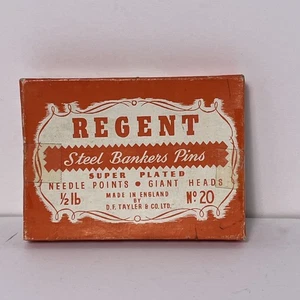 REGENT
Steel Bankers Pins
SUPER PLATED
NEEDLE POINTS • GIANT HEADS
½ lb MADE IN ENGLAND Nº 20
BY
D.F. TAYLER & CO. LTD.